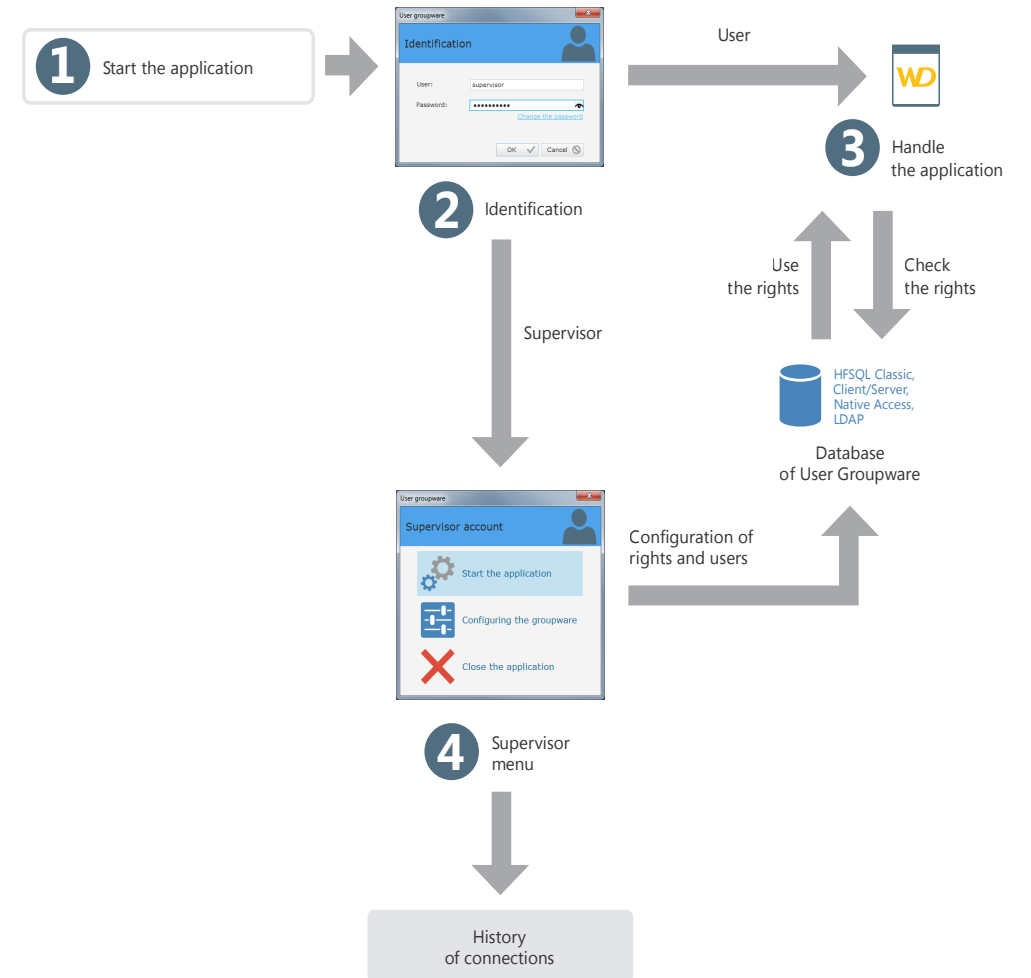 1
Start the application
User groupware
x
Identification
User:
supervisor
Password:
••••••••••
Change the password
OK
Cancel
User
WD
2
Identification
3
Handle
the application
Use
the rights
Check
the rights
Supervisor
HFSQL Classic,
Client/Server,
Native Access,
LDAP
Database
of User Groupware
User groupware
x
Supervisor account
Start the application
Configuring the groupware
Close the application
Configuration of
rights and users
4
Supervisor
menu
History
of connections